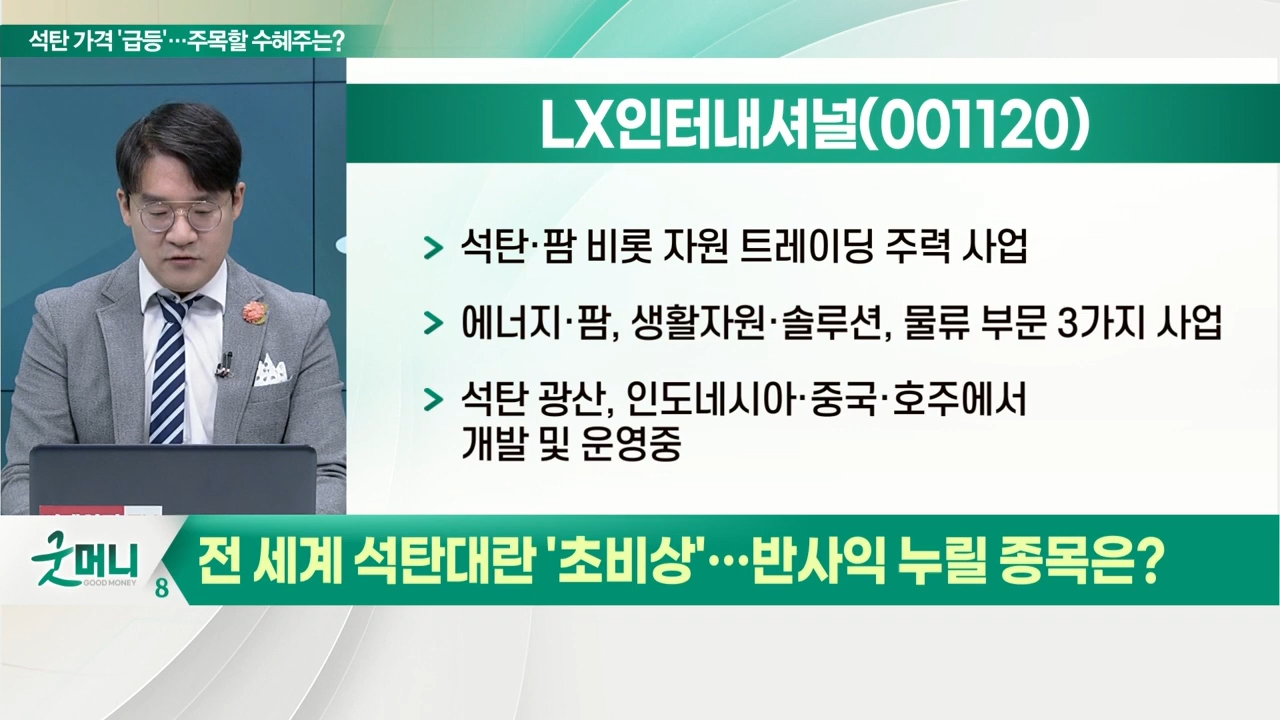 석탄 가격 '급등'…주목할 수혜주는?
LX인터내셔널(001120)
석탄·팜 비롯 자원 트레이딩 주력 사업
에너지·팜, 생활자원·솔루션, 물류 부문 3가지 사업
석탄 광산, 인도네시아·중국·호주에서
개발 및 운영중
굿머니
GOOD MONEY
8
전 세계 석탄대란 '초비상'…반사익 누릴 종목은?